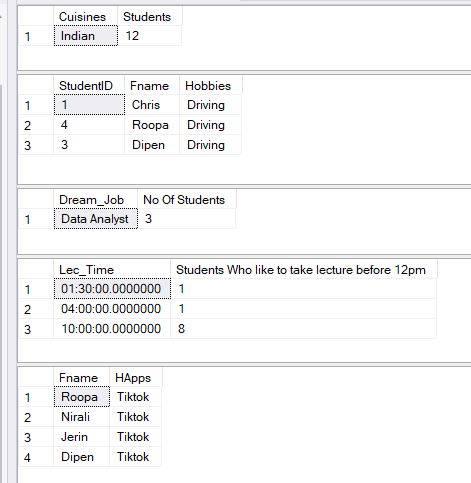 Cuisines Students
1 Indian 12
StudentID Fname Hobbies
1 1 Chris Driving
2 4 Roopa Driving
3 3 Dipen Driving
Dream_Job No Of Students
1 Data Analyst 3
Lec_Time Students Who like to take lecture before 12pm
1 01:30:00.0000000 1
2 04:00:00.0000000 1
3 10:00:00.0000000 8
Fname HApps
1 Roopa Tiktok
2 Nirali Tiktok
3 Jerin Tiktok
4 Dipen Tiktok